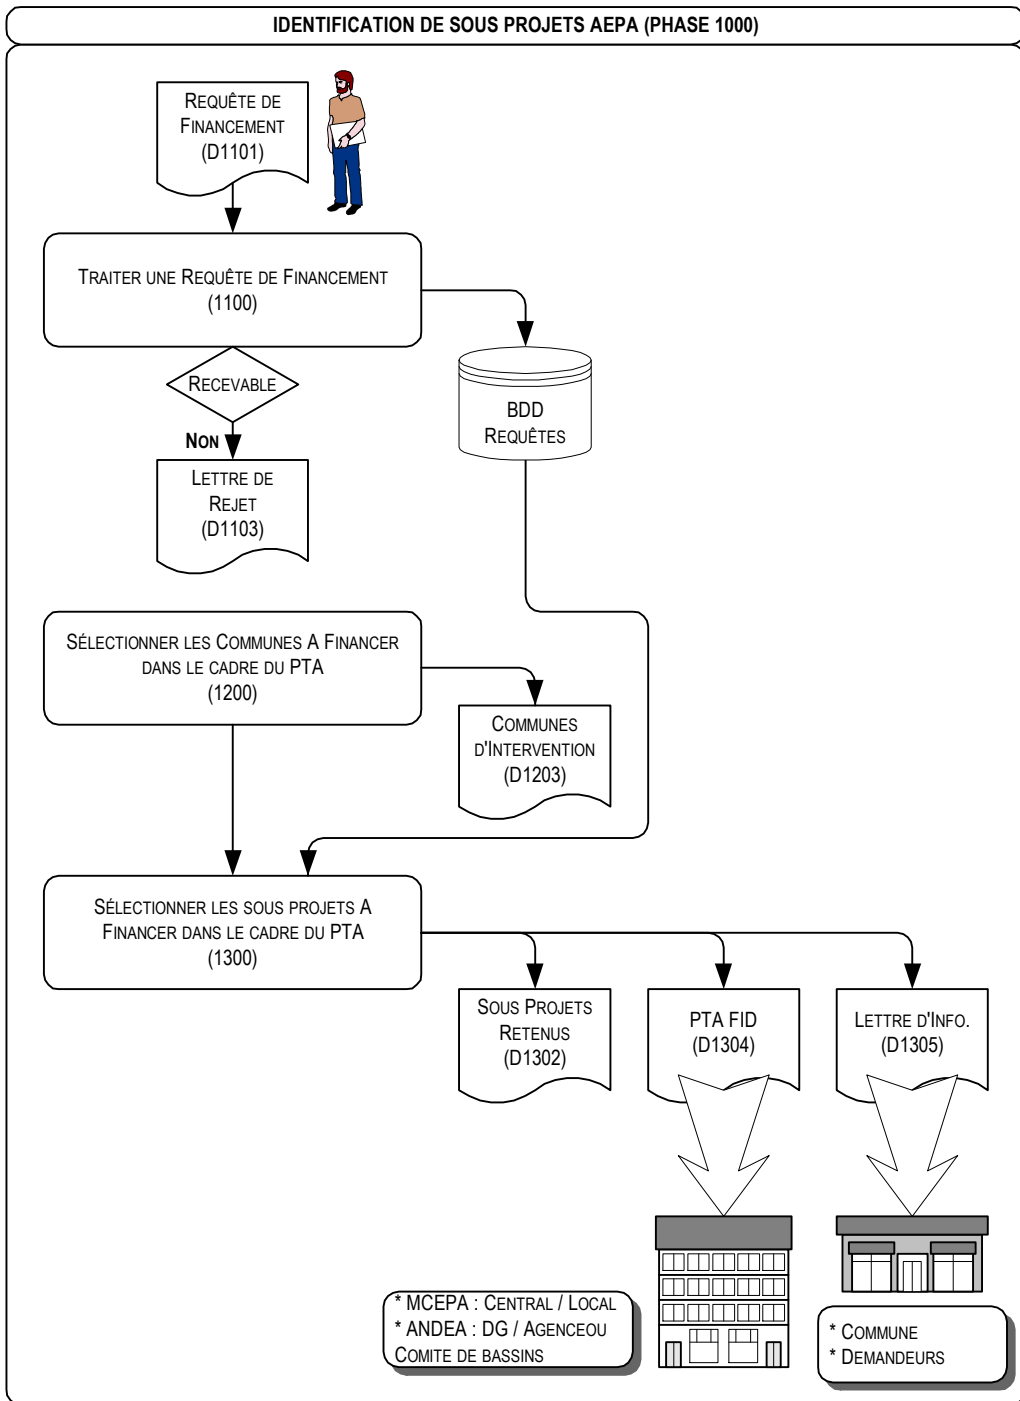 IDENTIFICATION DE SOUS PROJETS AEPA (PHASE 1000)
REQUÊTE DE
FINANCEMENT
(D1101)
TRAITER UNE REQUÊTE DE FINANCEMENT
(1100)
RECEVABLE
BDD
REQUÊTES
NON
LETTRE DE
REJET
(D1103)
SÉLECTIONNER LES COMMUNES A FINANCER
DANS LE CADRE DU PTA
(1200)
COMMUNES
D'INTERVENTION
(D1203)
SÉLECTIONNER LES SOUS PROJETS A
FINANCER DANS LE CADRE DU PTA
(1300)
SOUS PROJETS
RETENUS
(D1302)
PTA FID
(D1304)
LETTRE D'INFO.
(D1305)
* MCEPA : CENTRAL / LOCAL
* ANDEA : DG / AGENCEOU
COMITE DE BASSINS
* COMMUNE
* DEMANDEURS